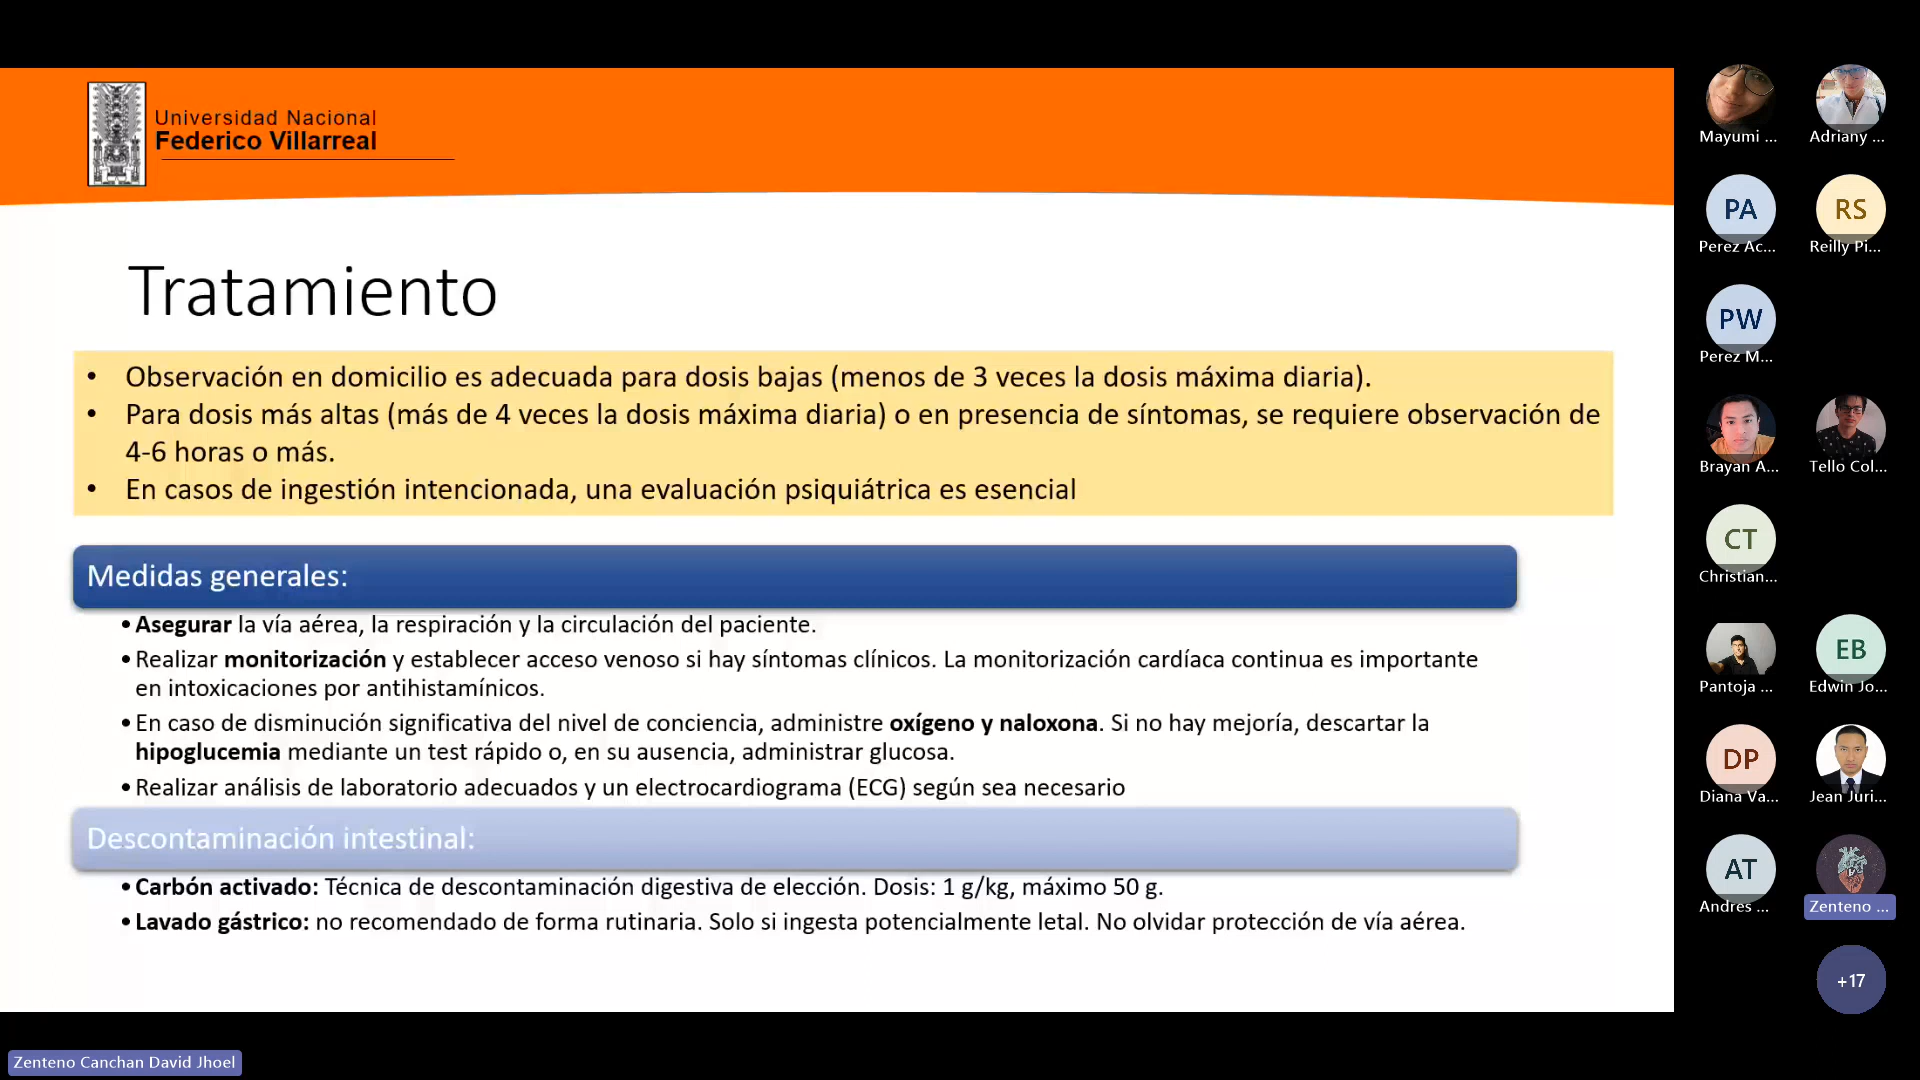 Universidad Nacional
Federico Villarreal
Tratamiento
• Observación en domicilio es adecuada para dosis bajas (menos de 3 veces la dosis máxima diaria).
• Para dosis más altas (más de 4 veces la dosis máxima diaria) o en presencia de síntomas, se requiere observación de
4-6 horas o más.
• En casos de ingestión intencionada, una evaluación psiquiátrica es esencial
Medidas generales:
• Asegurar la vía aérea, la respiración y la circulación del paciente.
• Realizar monitorización y establecer acceso venoso si hay síntomas clínicos. La monitorización cardíaca continua es importante
en intoxicaciones por antihistamínicos.
• En caso de disminución significativa del nivel de conciencia, administre oxígeno y naloxona. Si no hay mejoría, descartar la
hipoglucemia mediante un test rápido o, en su ausencia, administrar glucosa.
• Realizar análisis de laboratorio adecuados y un electrocardiograma (ECG) según sea necesario
Descontaminación intestinal:
• Carbón activado: Técnica de descontaminación digestiva de elección. Dosis: 1 g/kg, máximo 50 g.
• Lavado gástrico: no recomendado de forma rutinaria. Solo si ingesta potencialmente letal. No olvidar protección de vía aérea.
Mayumi ...
Adriany ...
PA
Perez Ac...
RS
Reilly Pi...
PW
Perez M...
Brayan A...
Tello Col...
CT
Christian...
Pantoja ...
EB
Edwin Jo...
DP
Diana Va...
Jean Juri...
AT
Andres ...
Zenteno ...
+17
Zenteno Canchan David Jhoel